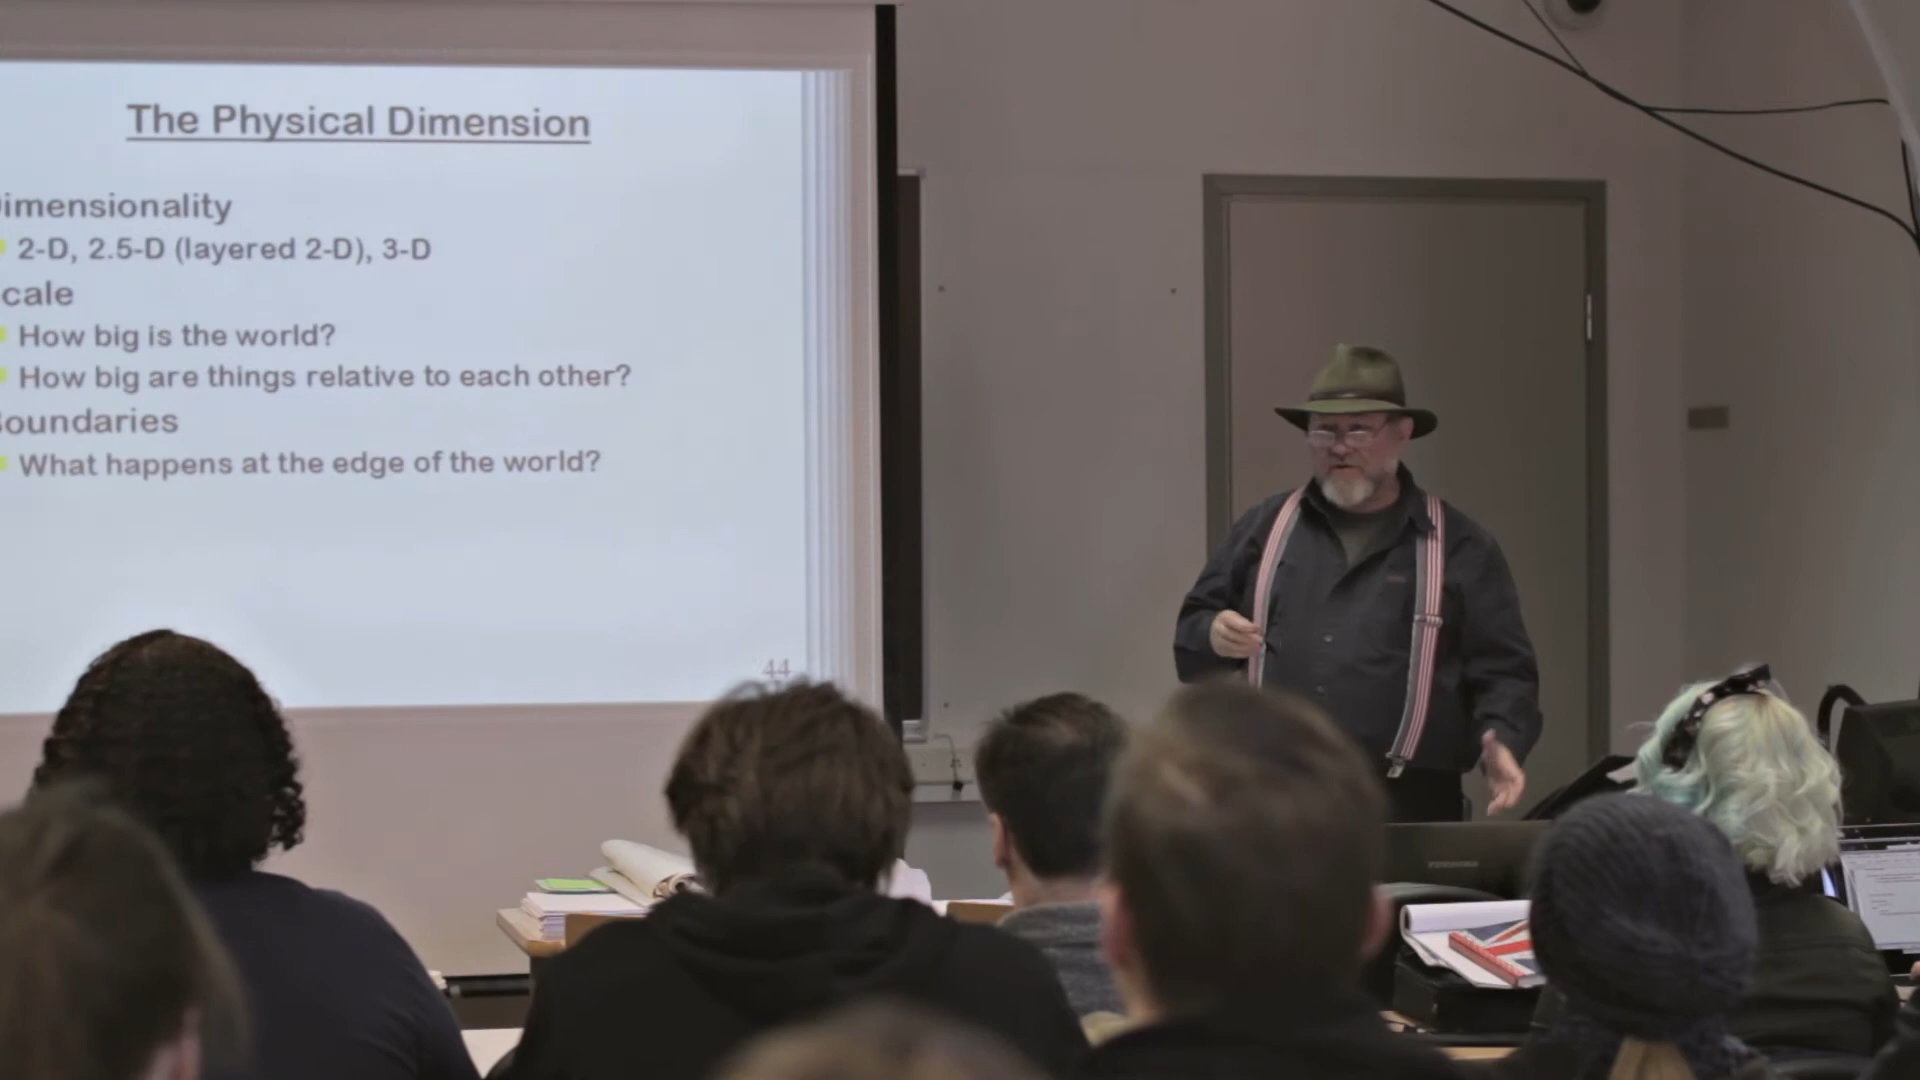 The Physical Dimension
imensionality
2-D, 2.5-D (layered 2-D), 3-D
cale
How big is the world?
How big are things relative to each other?
oundaries
What happens at the edge of the world?
44
TOSHIBA